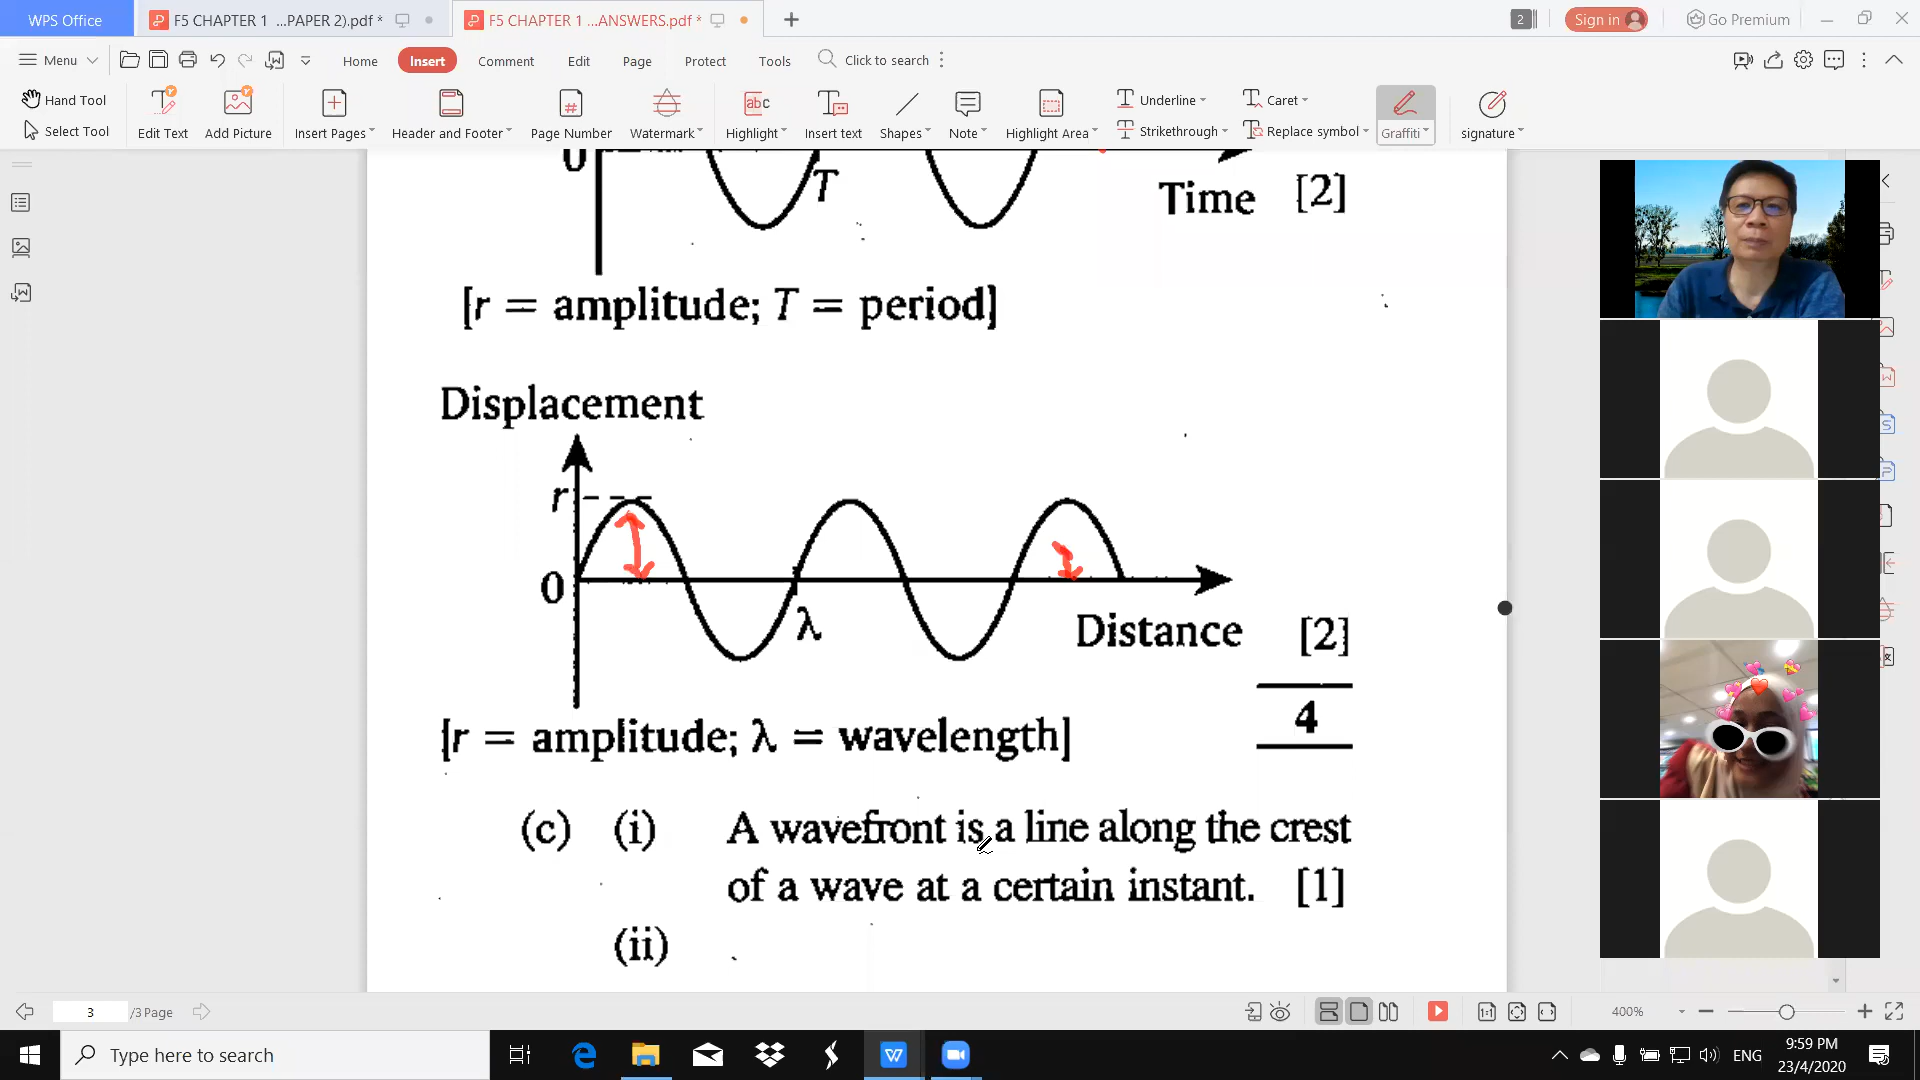 WPS Office
F5 CHAPTER 1 ...PAPER 2).pdf *
F5 CHAPTER 1 ...ANSWERS.pdf *
2
Sign in
Go Premium
Menu
Home
Insert
Comment
Edit
Page
Protect
Tools
Click to search
Hand Tool
Select Tool
Edit Text
Add Picture
Insert Pages
Header and Footer
Page Number
Watermark
Highlight
Insert text
Shapes
Note
Highlight Area
Underline
Strikethrough
Caret
Replace symbol
Graffiti
signature
0
T
Time [2]
[r = amplitude; T = period]
Displacement
r
0
λ
Distance [2]
4
[r = amplitude; λ = wavelength]
(c) (i) A wavefront is a line along the crest
of a wave at a certain instant. [1]
(ii)
3 /3 Page
400%
Type here to search
ENG
9:59 PM
23/4/2020